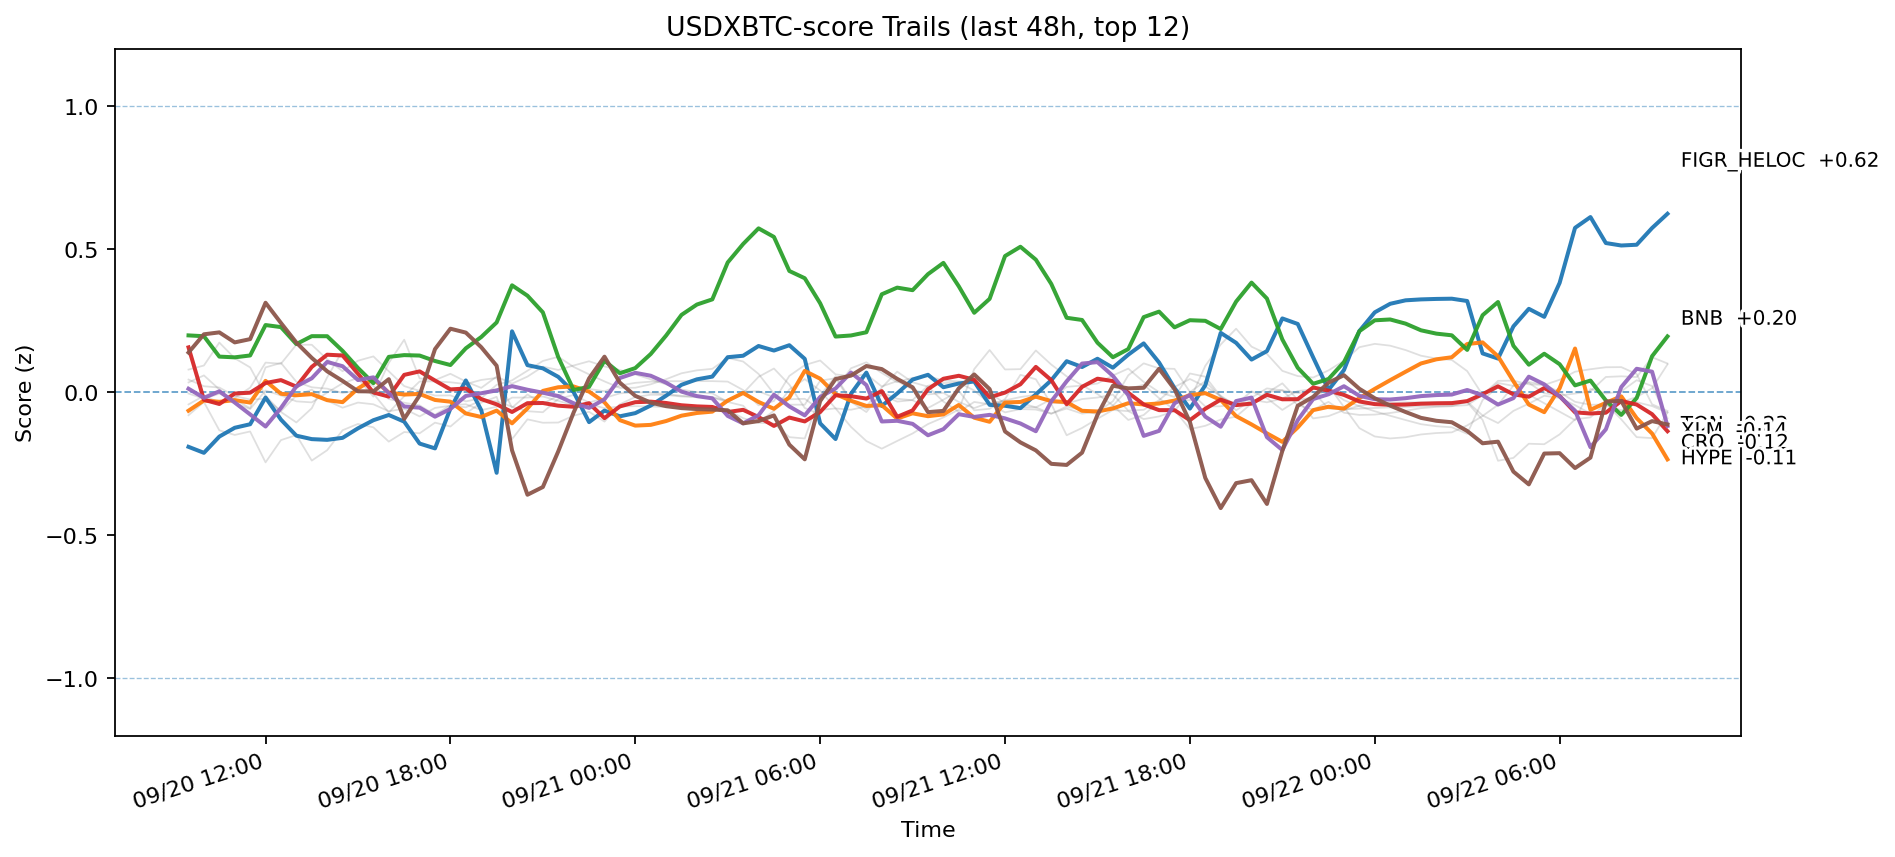 USDXBTC-score Trails (last 48h, top 12)
Score (z)
1.0
0.5
0.0
−0.5
−1.0
FIGR_HELOC +0.62
BNB +0.20
CRO -0.12
HYPE -0.11
09/20 12:00
09/20 18:00
09/21 00:00
09/21 06:00
09/21 12:00
09/21 18:00
09/22 00:00
09/22 06:00
Time